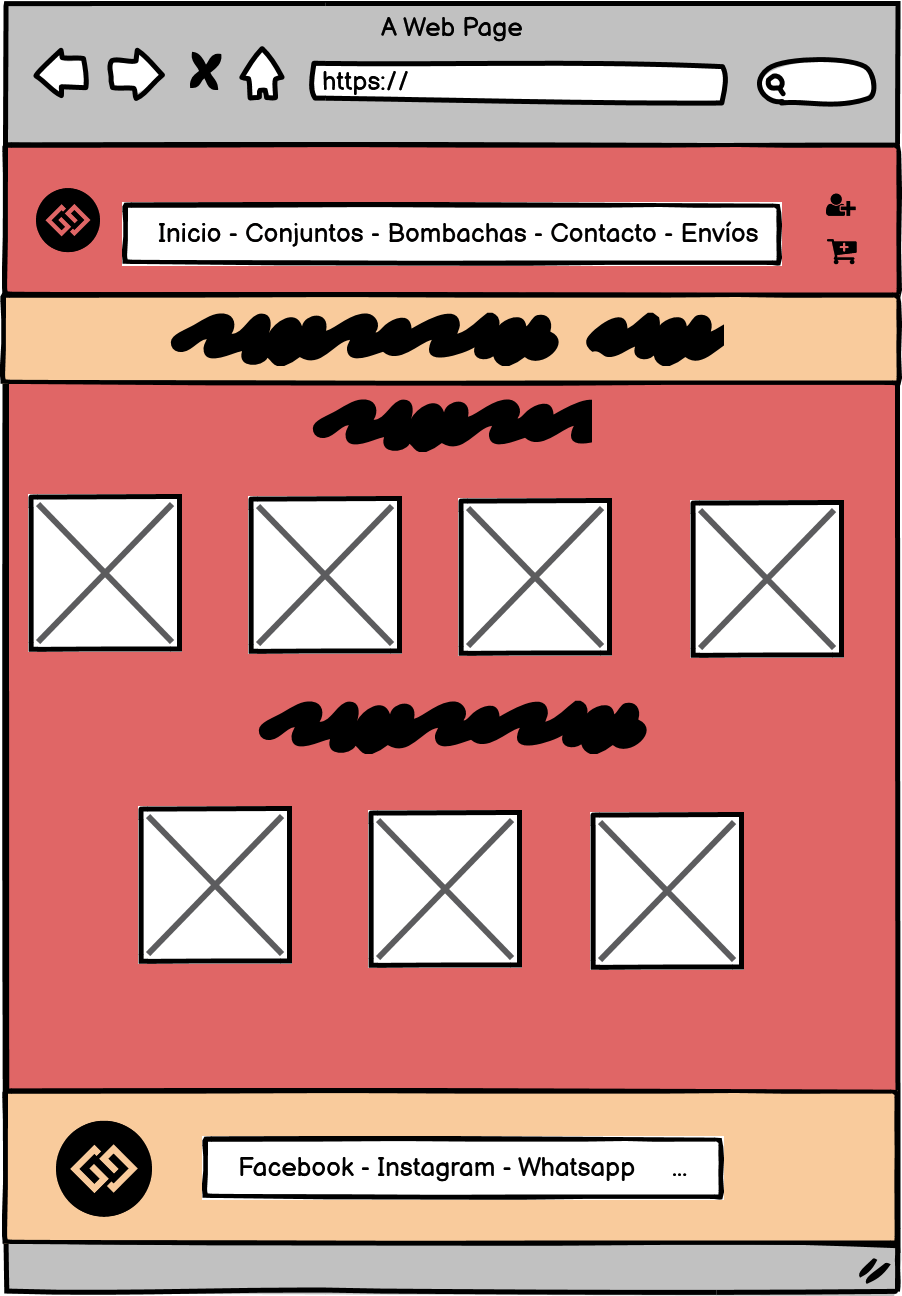 A Web Page
https://
Inicio - Conjuntos - Bombachas - Contacto - Envíos
Facebook - Instagram - Whatsapp ...